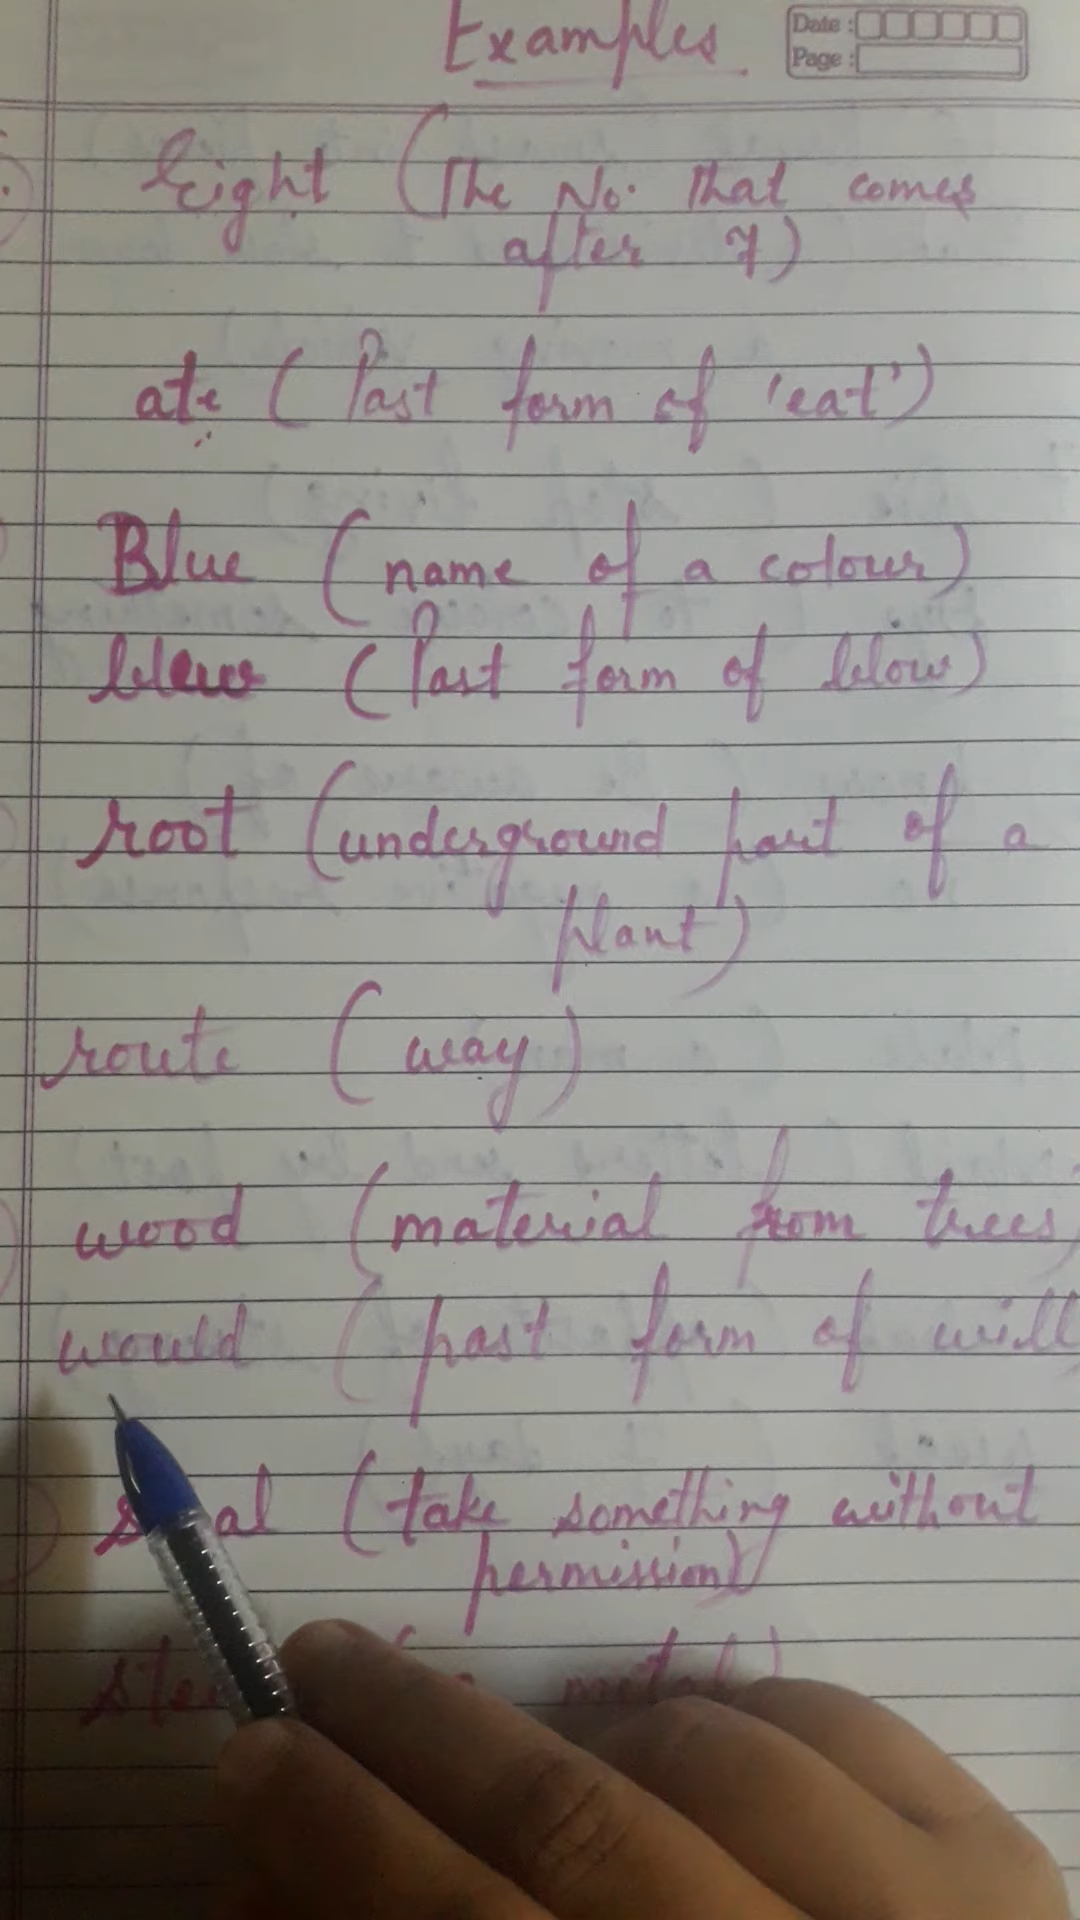 Examples
Date :
Page :
Eight (The No. that comes
after 7)
ate (Past form of 'eat')
Blue (name of a colour)
blew (Past form of blow)
root (underground part of a
plant)
route (way)
wood (material from trees)
would (past form of will
(take something without
permission)
metal)